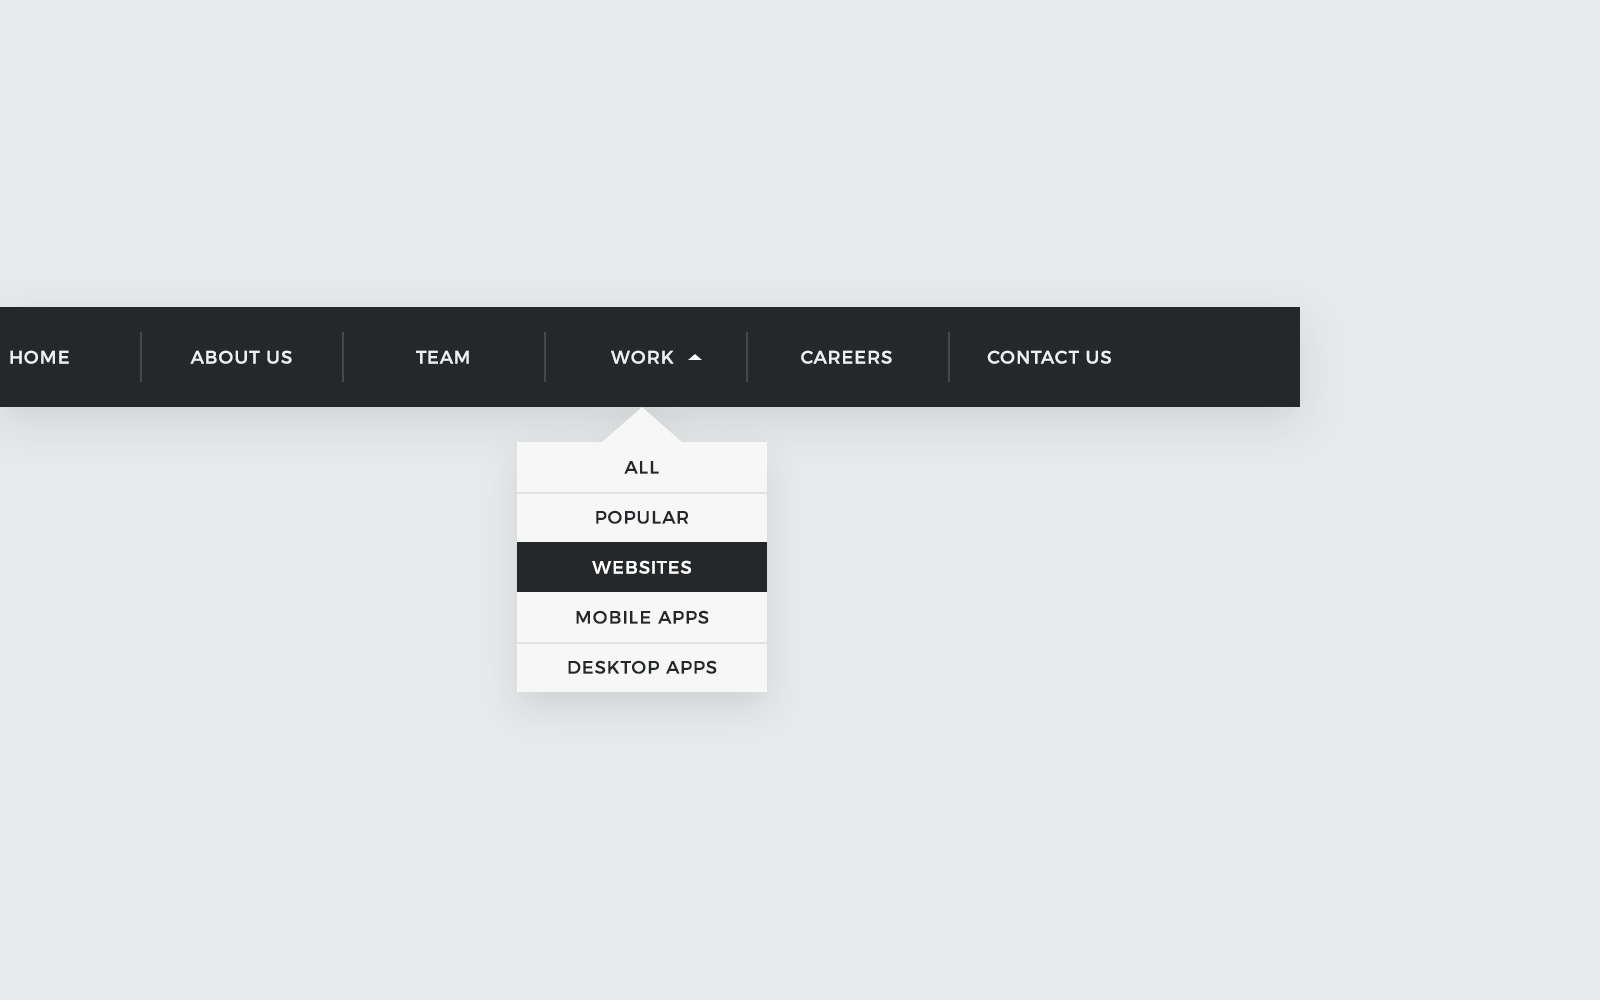 HOME ABOUT US TEAM WORK CAREERS CONTACT US
ALL
POPULAR
WEBSITES
MOBILE APPS
DESKTOP APPS